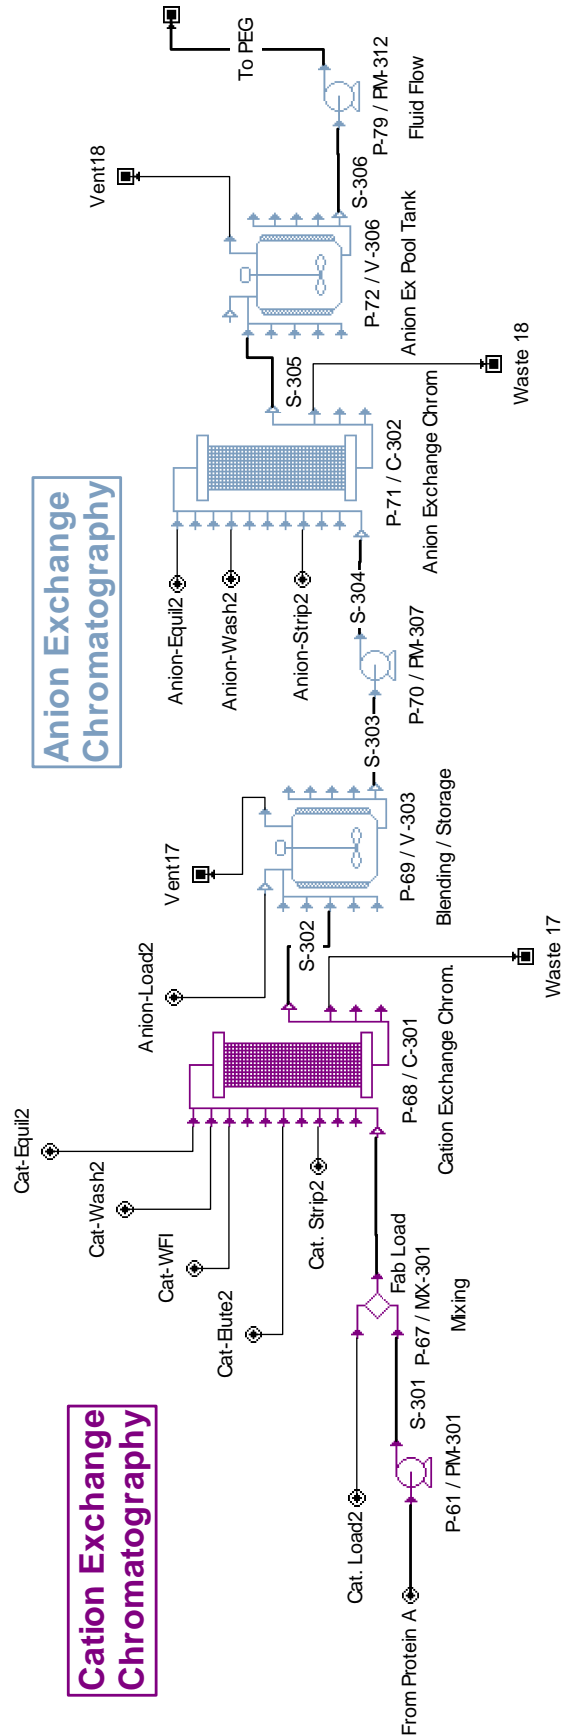 Cation Exchange
Chromatography
Anion Exchange
Chromatography
From Protein A
P-61 / PM-301
S-301
Cat. Load2
P-67 / MX-301
Mixing
Fab Load
Cat-Equil2
Cat-Wash2
Cat-WFI
Cat-Elute2
Cat. Strip2
P-68 / C-301
Cation Exchange Chrom.
Waste 17
S-302
Anion-Load2
Vent17
P-69 / V-303
Blending / Storage
S-303
P-70 / PM-307
S-304
Anion-Equil2
Anion-Wash2
Anion-Strip2
P-71 / C-302
Anion Exchange Chrom
Waste 18
S-305
Vent18
P-72 / V-306
Anion Ex Pool Tank
S-306
P-79 / PM-312
Fluid Flow
To PEG